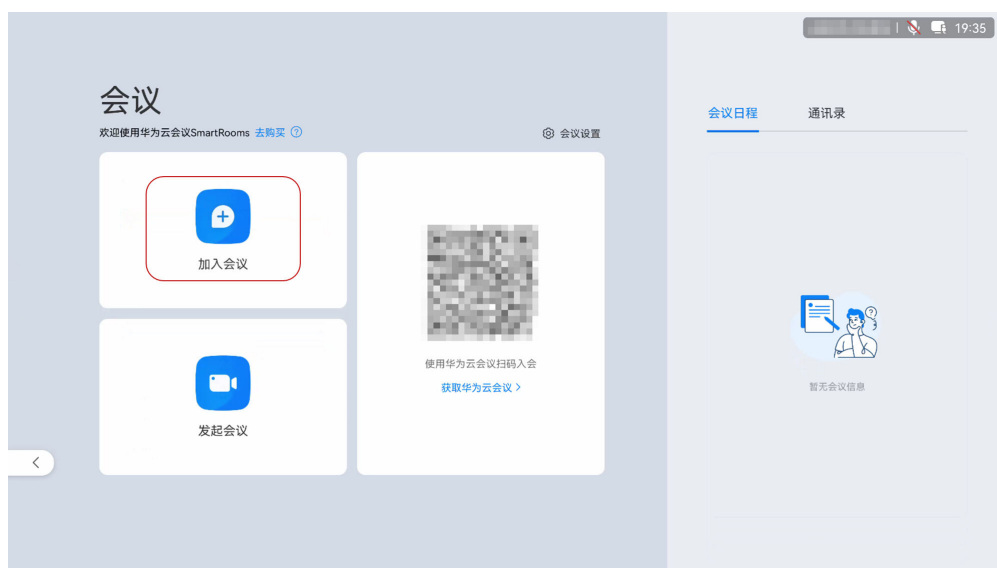 19:35
会议
欢迎使用华为云会议SmartRooms 去购买
会议设置
会议日程 通讯录
加入会议
使用华为云会议扫码入会
获取华为云会议
发起会议
暂无会议信息